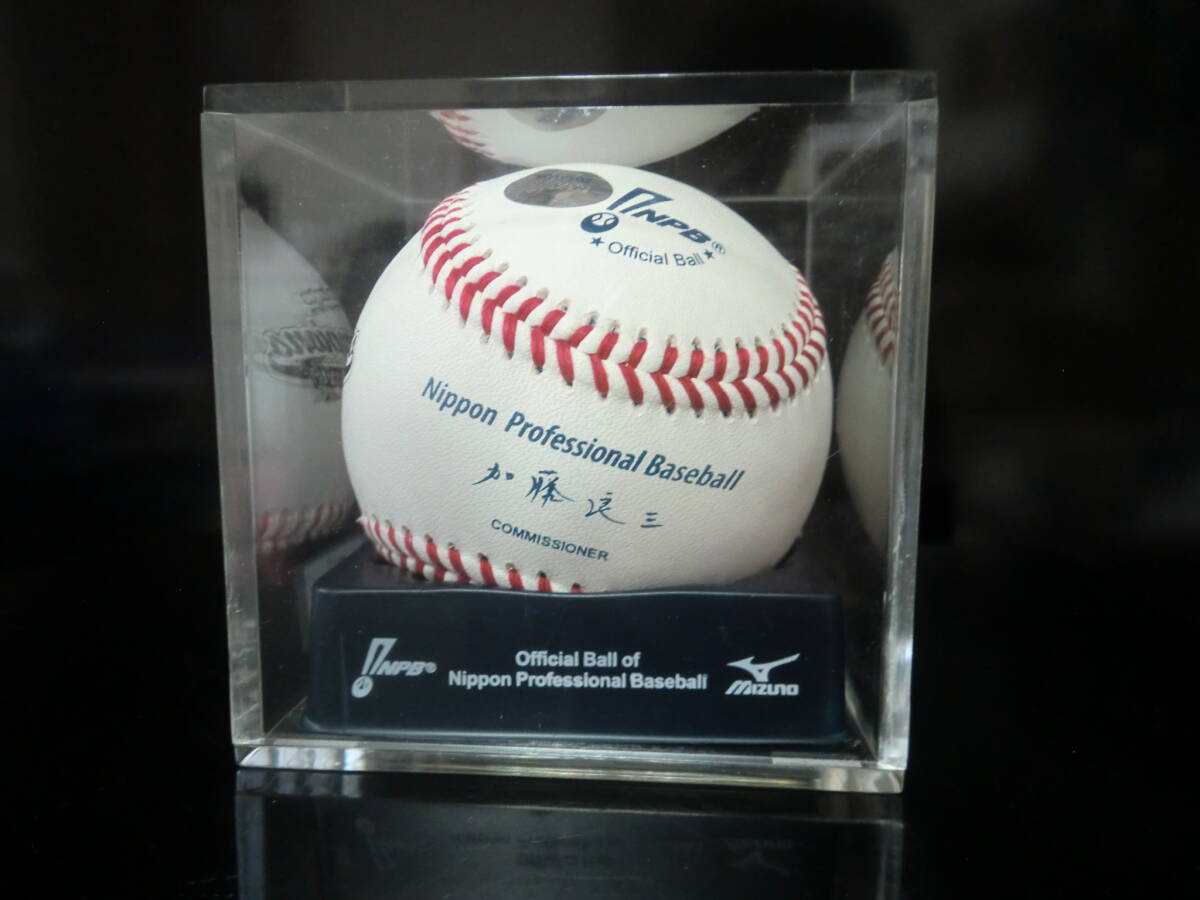 NPB®
★ Official Ball ★
Nippon Professional Baseball
加藤良三
COMMISSIONER
NPB®
Official Ball of
Nippon Professional Baseball
MIZUNO